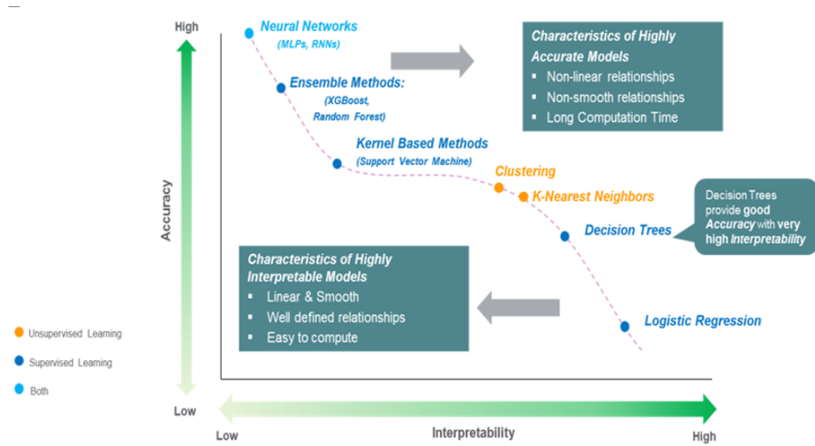 High
Accuracy
Low
Neural Networks
(MLPs, RNNs)
Ensemble Methods:
(XGBoost,
Random Forest)
Kernel Based Methods
(Support Vector Machine)
Clustering
K-Nearest Neighbors
Decision Trees
Logistic Regression
Characteristics of Highly
Accurate Models
▪ Non-linear relationships
▪ Non-smooth relationships
▪ Long Computation Time
Decision Trees
provide good
Accuracy with very
high Interpretability
Characteristics of Highly
Interpretable Models
▪ Linear & Smooth
▪ Well defined relationships
▪ Easy to compute
Unsupervised Learning
Supervised Learning
Both
Low
Interpretability
High